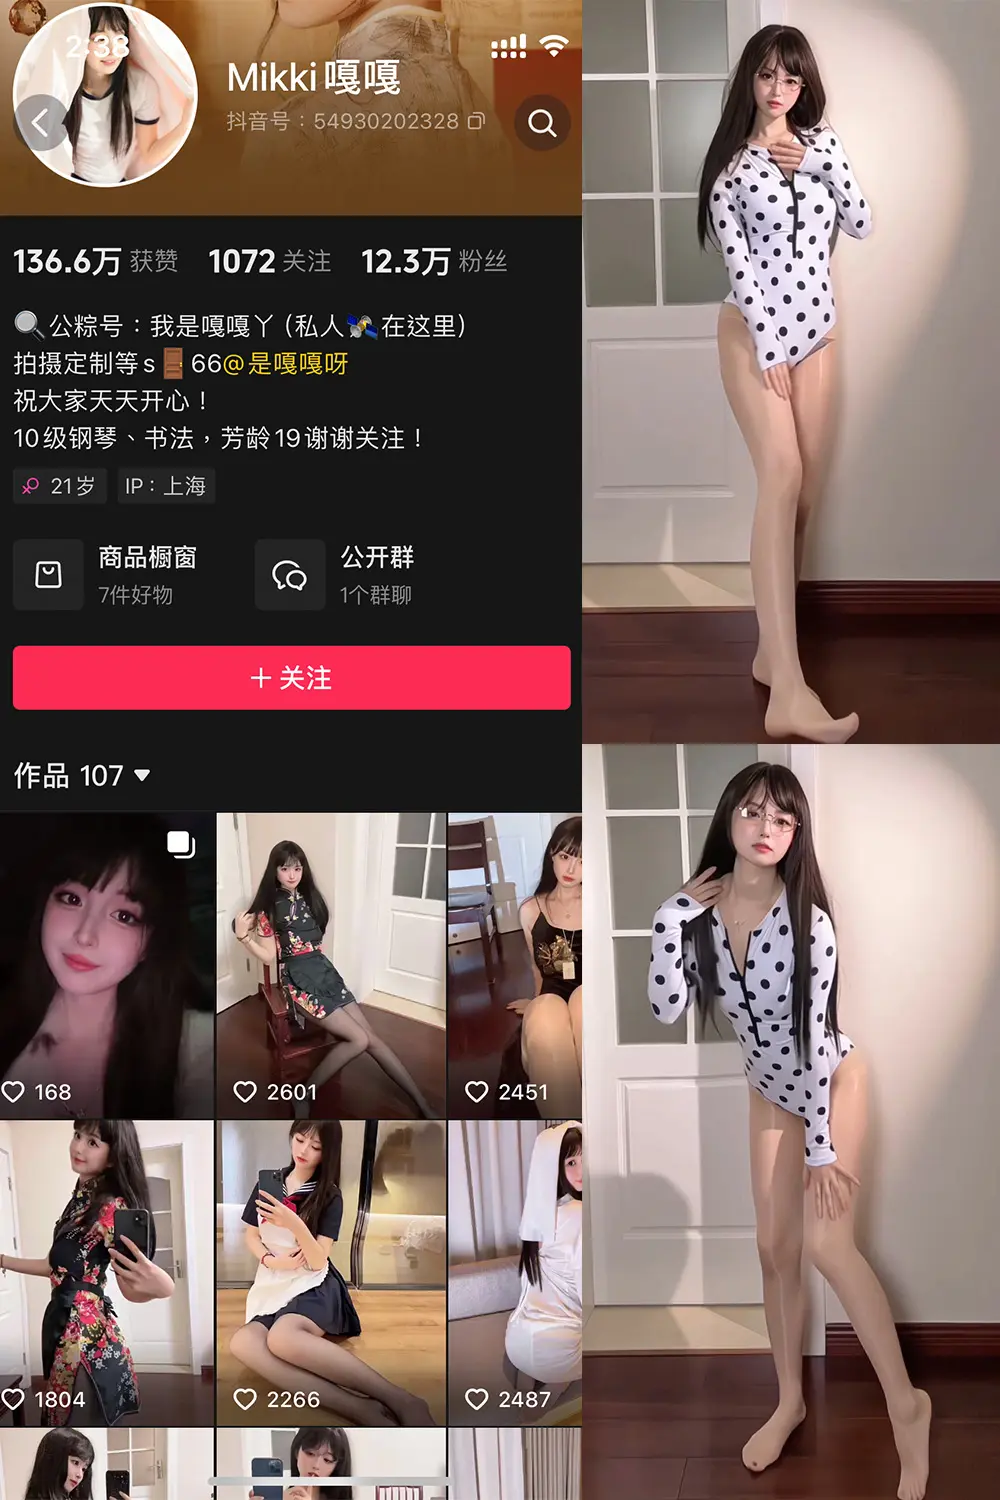 2:38
Mikki嘎嘎
抖音号：54930202328
136.6万 获赞 1072 关注 12.3万 粉丝
🔍公粽号：我是嘎嘎丫 (私人🛰️在这里)
拍摄定制等s🚪66@是嘎嘎呀
祝大家天天开心！
10级钢琴、书法，芳龄19谢谢关注！
21岁 IP：上海
商品橱窗 公开群
7件好物 1个群聊
＋关注
作品 107
168 2601 2451
1804 2266 2487